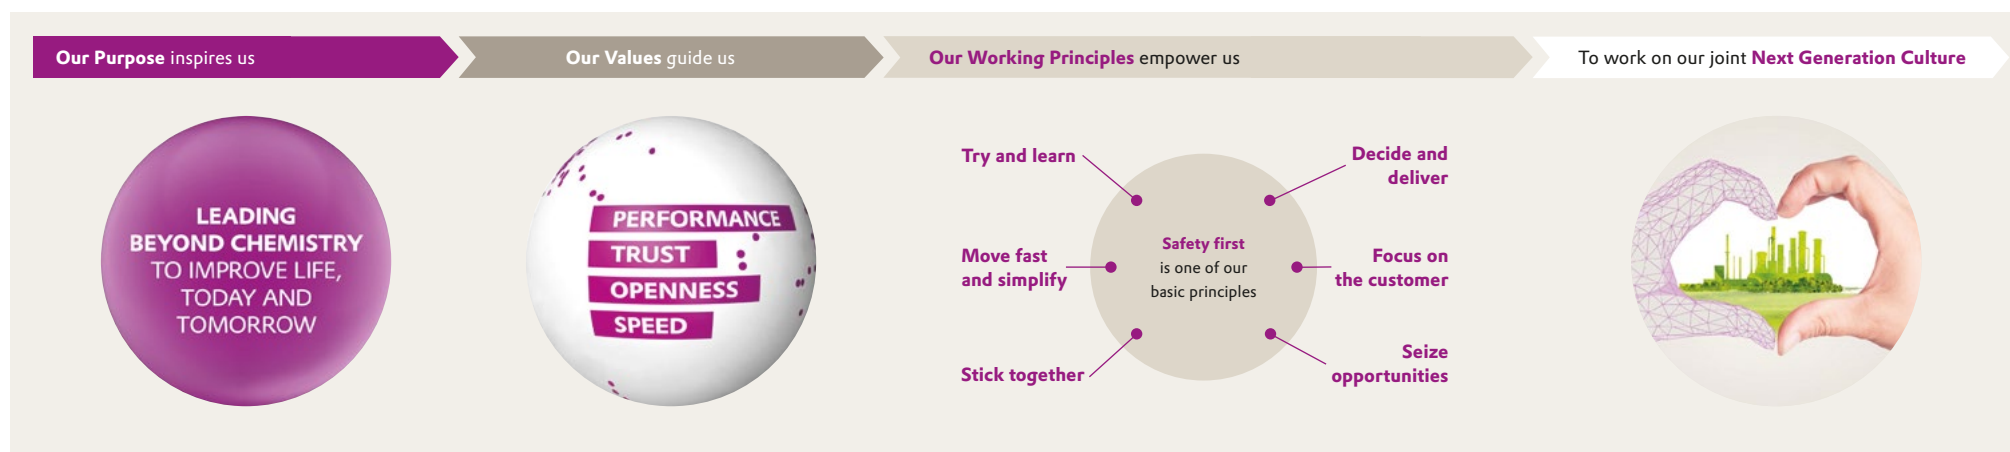 Our Purpose inspires us
Our Values guide us
Our Working Principles empower us
To work on our joint Next Generation Culture
LEADING
BEYOND CHEMISTRY
TO IMPROVE LIFE,
TODAY AND
TOMORROW
PERFORMANCE
TRUST
OPENNESS
SPEED
Try and learn
Move fast
and simplify
Stick together
Safety first
is one of our
basic principles
Decide and
deliver
Focus on
the customer
Seize
opportunities